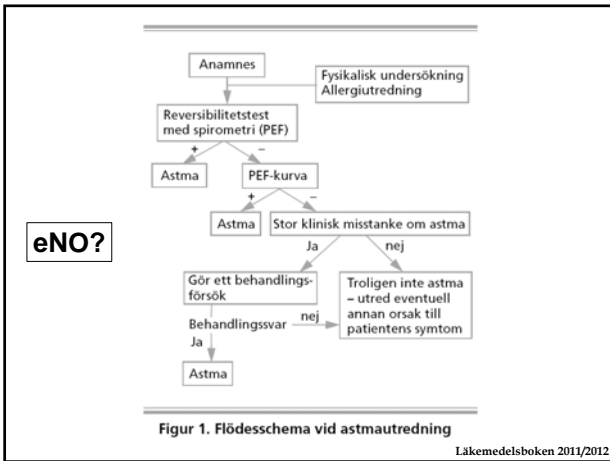 Anamnes
Fysikalisk undersökning
Allergiutredning
Reversibilitetstest
med spirometri (PEF)
+
–
Astma
PEF-kurva
+
–
Astma
Stor klinisk misstanke om astma
eNO?
Ja
nej
Gör ett behandlings-
försök
Troligen inte astma
– utred eventuell
annan orsak till
patientens symtom
Behandlingssvar
nej
Ja
Astma
Figur 1. Flödesschema vid astmautredning
Läkemedelsboken 2011/2012